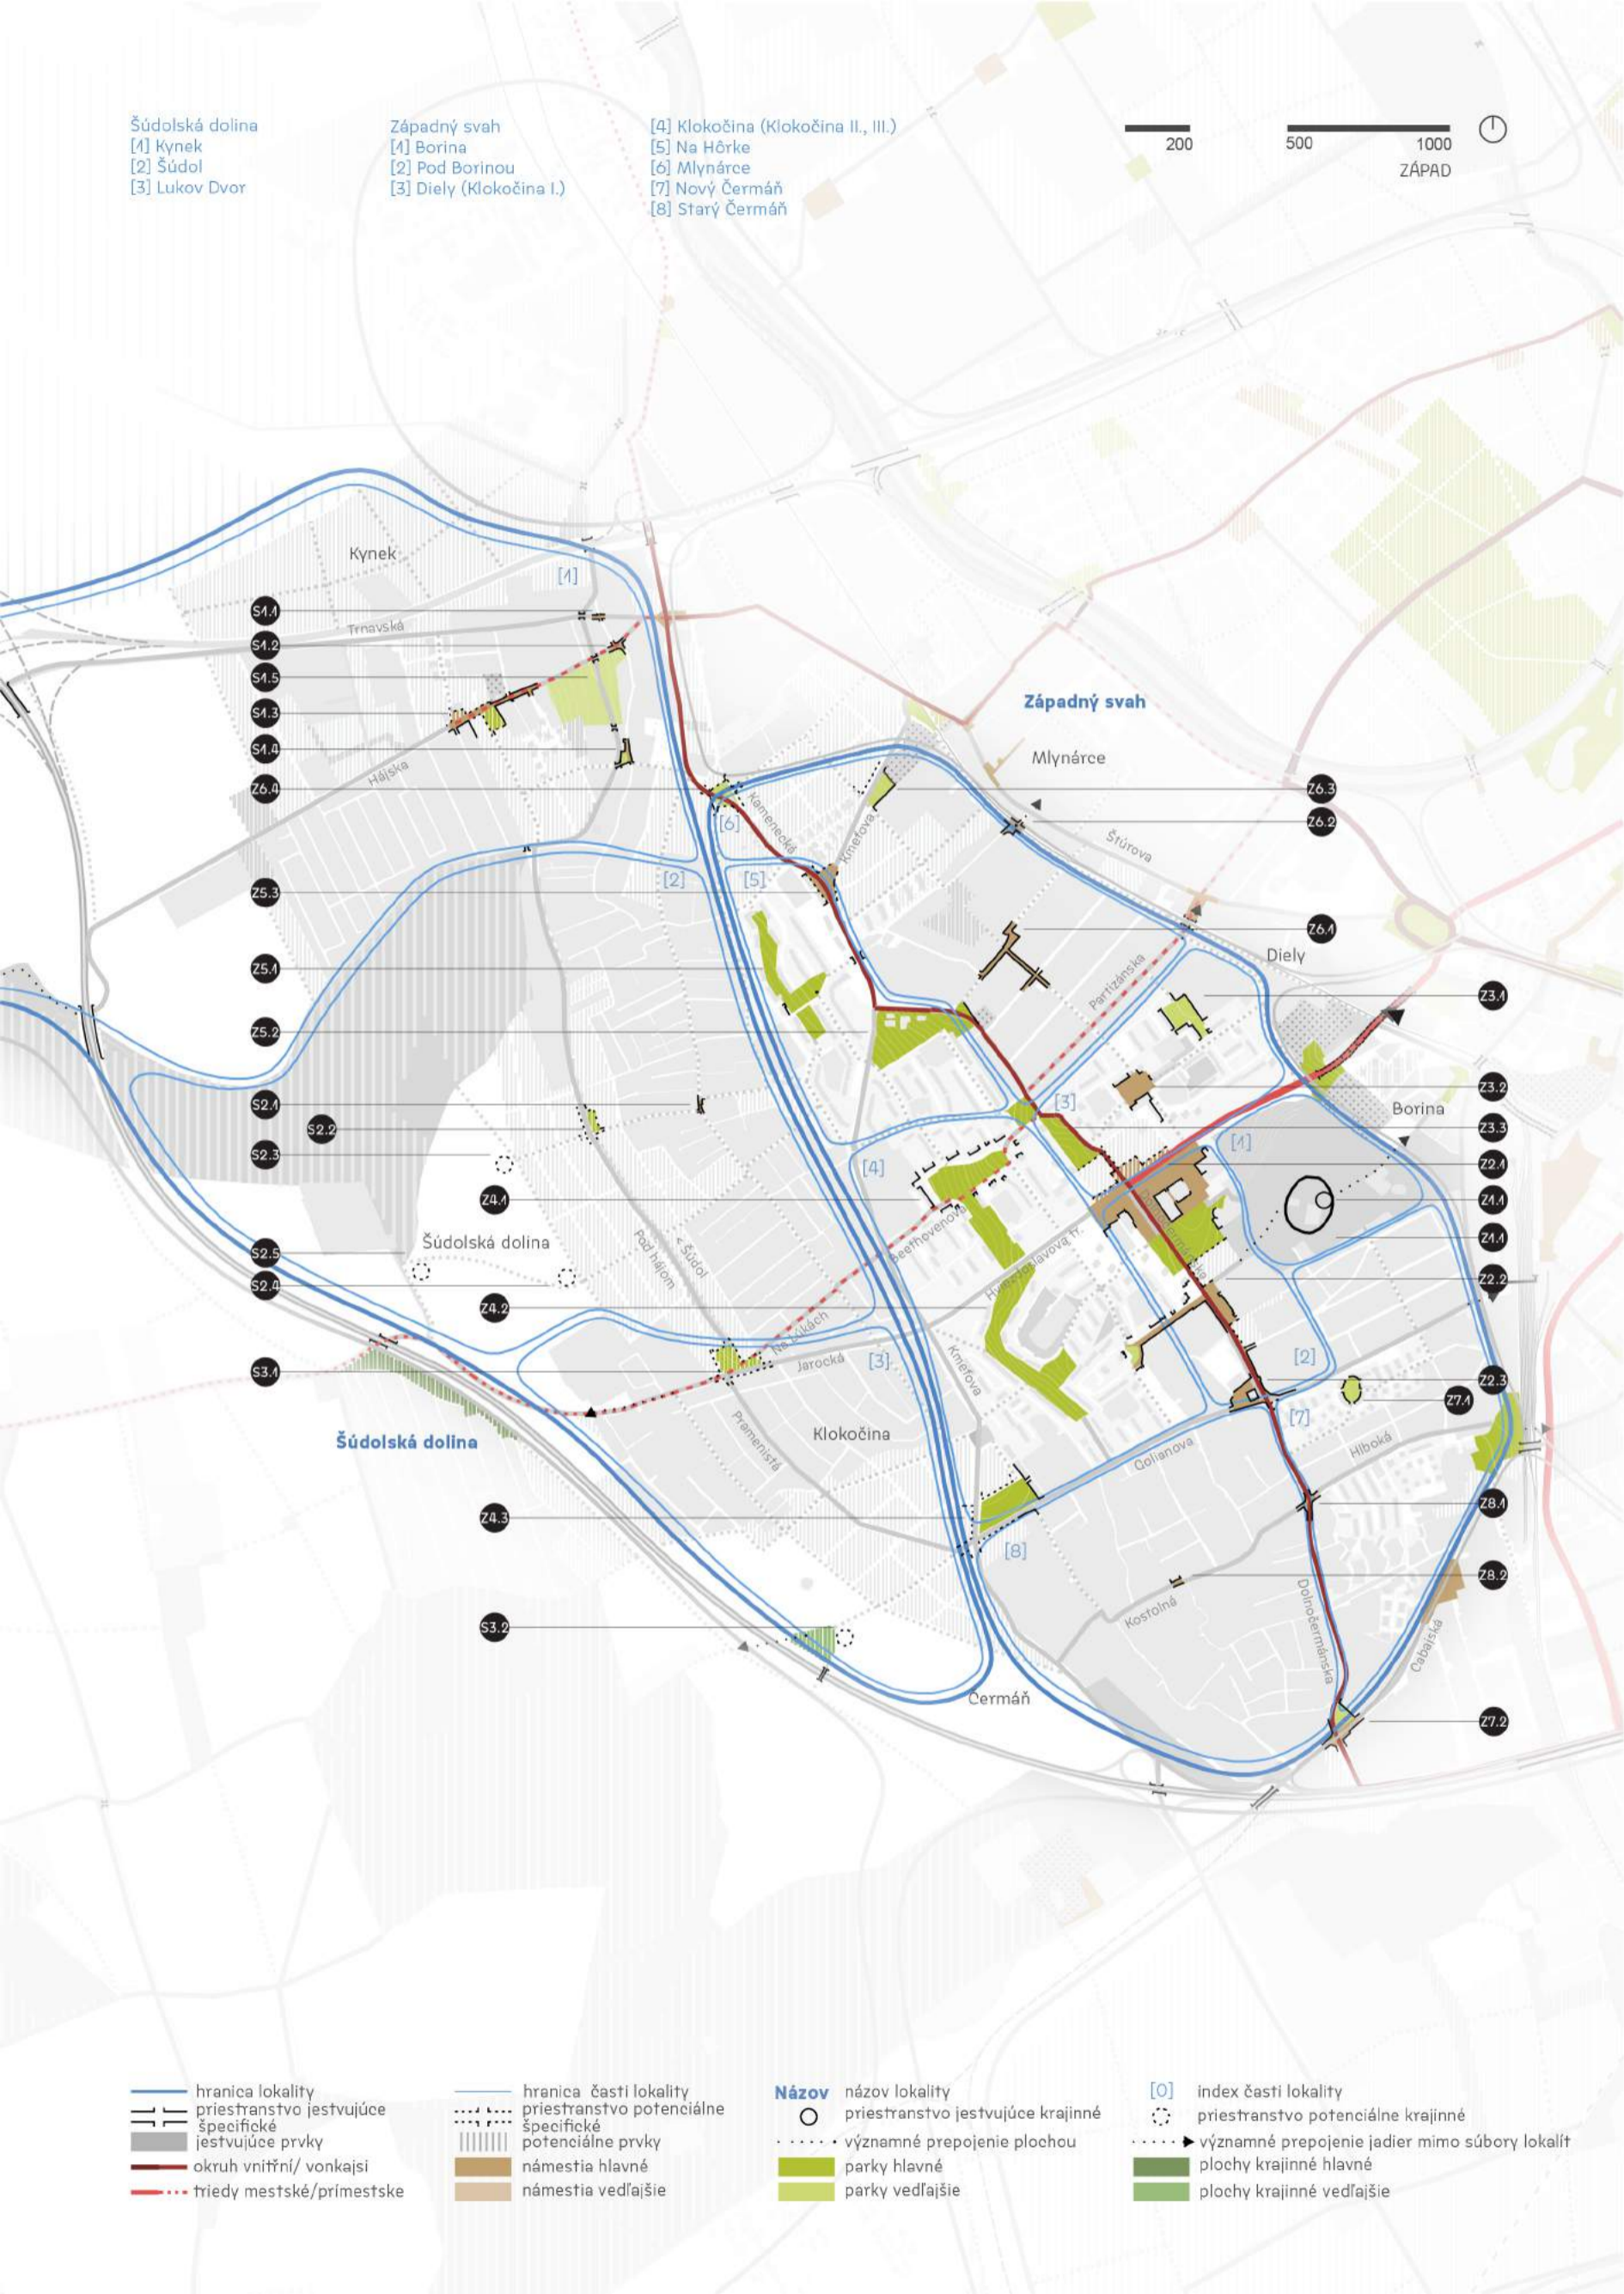 Šúdolská dolina
[1] Kynek
[2] Šúdol
[3] Lukov Dvor
Západný svah
[1] Borina
[2] Pod Borinou
[3] Diely (Klokočina I.)
[4] Klokočina (Klokočina II., III.)
[5] Na Hôrke
[6] Mlynárce
[7] Nový Čermáň
[8] Starý Čermáň
200
500
1000
ZÁPAD
Kynek
[1]
S1.1
Trnavská
S1.2
S1.5
S1.3
S1.4
Hájska
Z6.4
Západný svah
Mlynárce
Z6.3
Z6.2
[6]
Kamenecká
Kmeťova
Štúrova
[2]
[5]
Z5.3
Z6.1
Diely
Z5.1
Partizánska
Z3.1
Z5.2
Z3.2
S2.1
[3]
Borina
S2.2
Z3.3
S2.3
[4]
[1]
Z2.1
Z4.1
Z1.1
Beethovenova
Z1.1
Šúdolská dolina
S2.5
Pod hájom
< Šúdol
Hviezdoslavova tr.
Z2.2
S2.4
Z4.2
Na Lúkách
Jarocká
[3]
Kmeťova
[2]
S3.1
Z2.3
Z7.1
[7]
Šúdolská dolina
Klokočina
Pramenistá
Golianova
Hlboká
Z4.3
Z8.1
[8]
Z8.2
Kostolná
Dolnočermánska
Cabajská
S3.2
Čermáň
Z7.2
hranica lokality
priestranstvo jestvujúce
špecifické
jestvujúce prvky
okruh vnitřní/ vonkajsi
triedy mestské/prímestske
hranica časti lokality
priestranstvo potenciálne
špecifické
potenciálne prvky
námestia hlavné
námestia vedľajšie
Názov názov lokality
priestranstvo jestvujúce krajinné
významné prepojenie plochou
parky hlavné
parky vedľajšie
[0] index časti lokality
priestranstvo potenciálne krajinné
významné prepojenie jadier mimo súbory lokalít
plochy krajinné hlavné
plochy krajinné vedľajšie